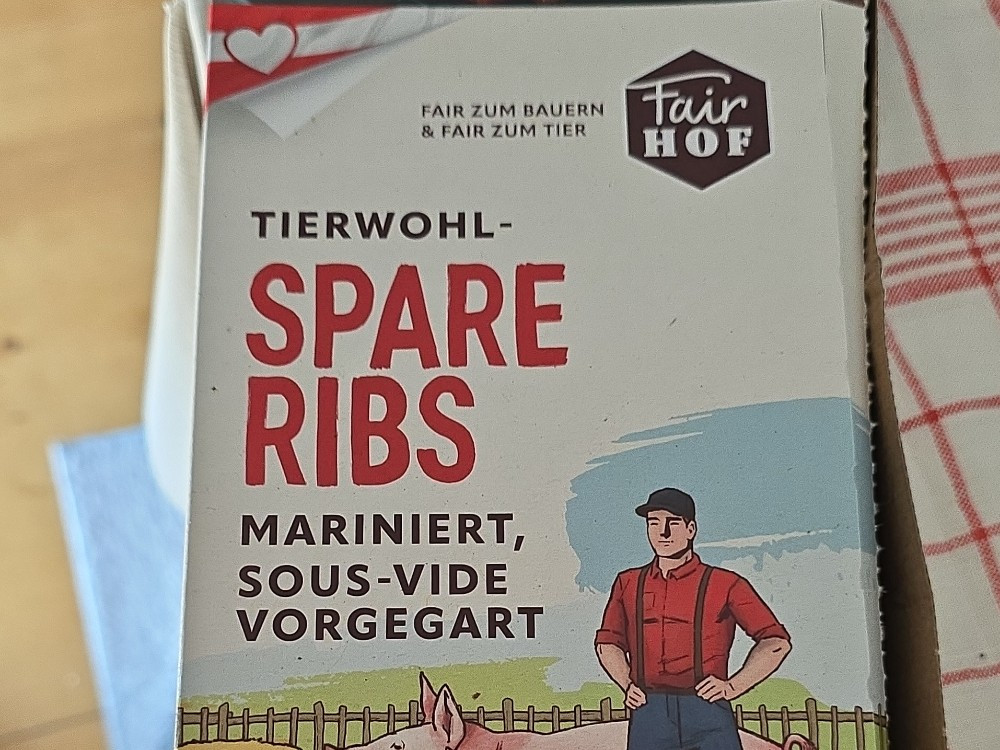 FAIR ZUM BAUERN
& FAIR ZUM TIER
Fair
HOF
TIERWOHL-
SPARE
RIBS
MARINIERT,
SOUS-VIDE
VORGEGART